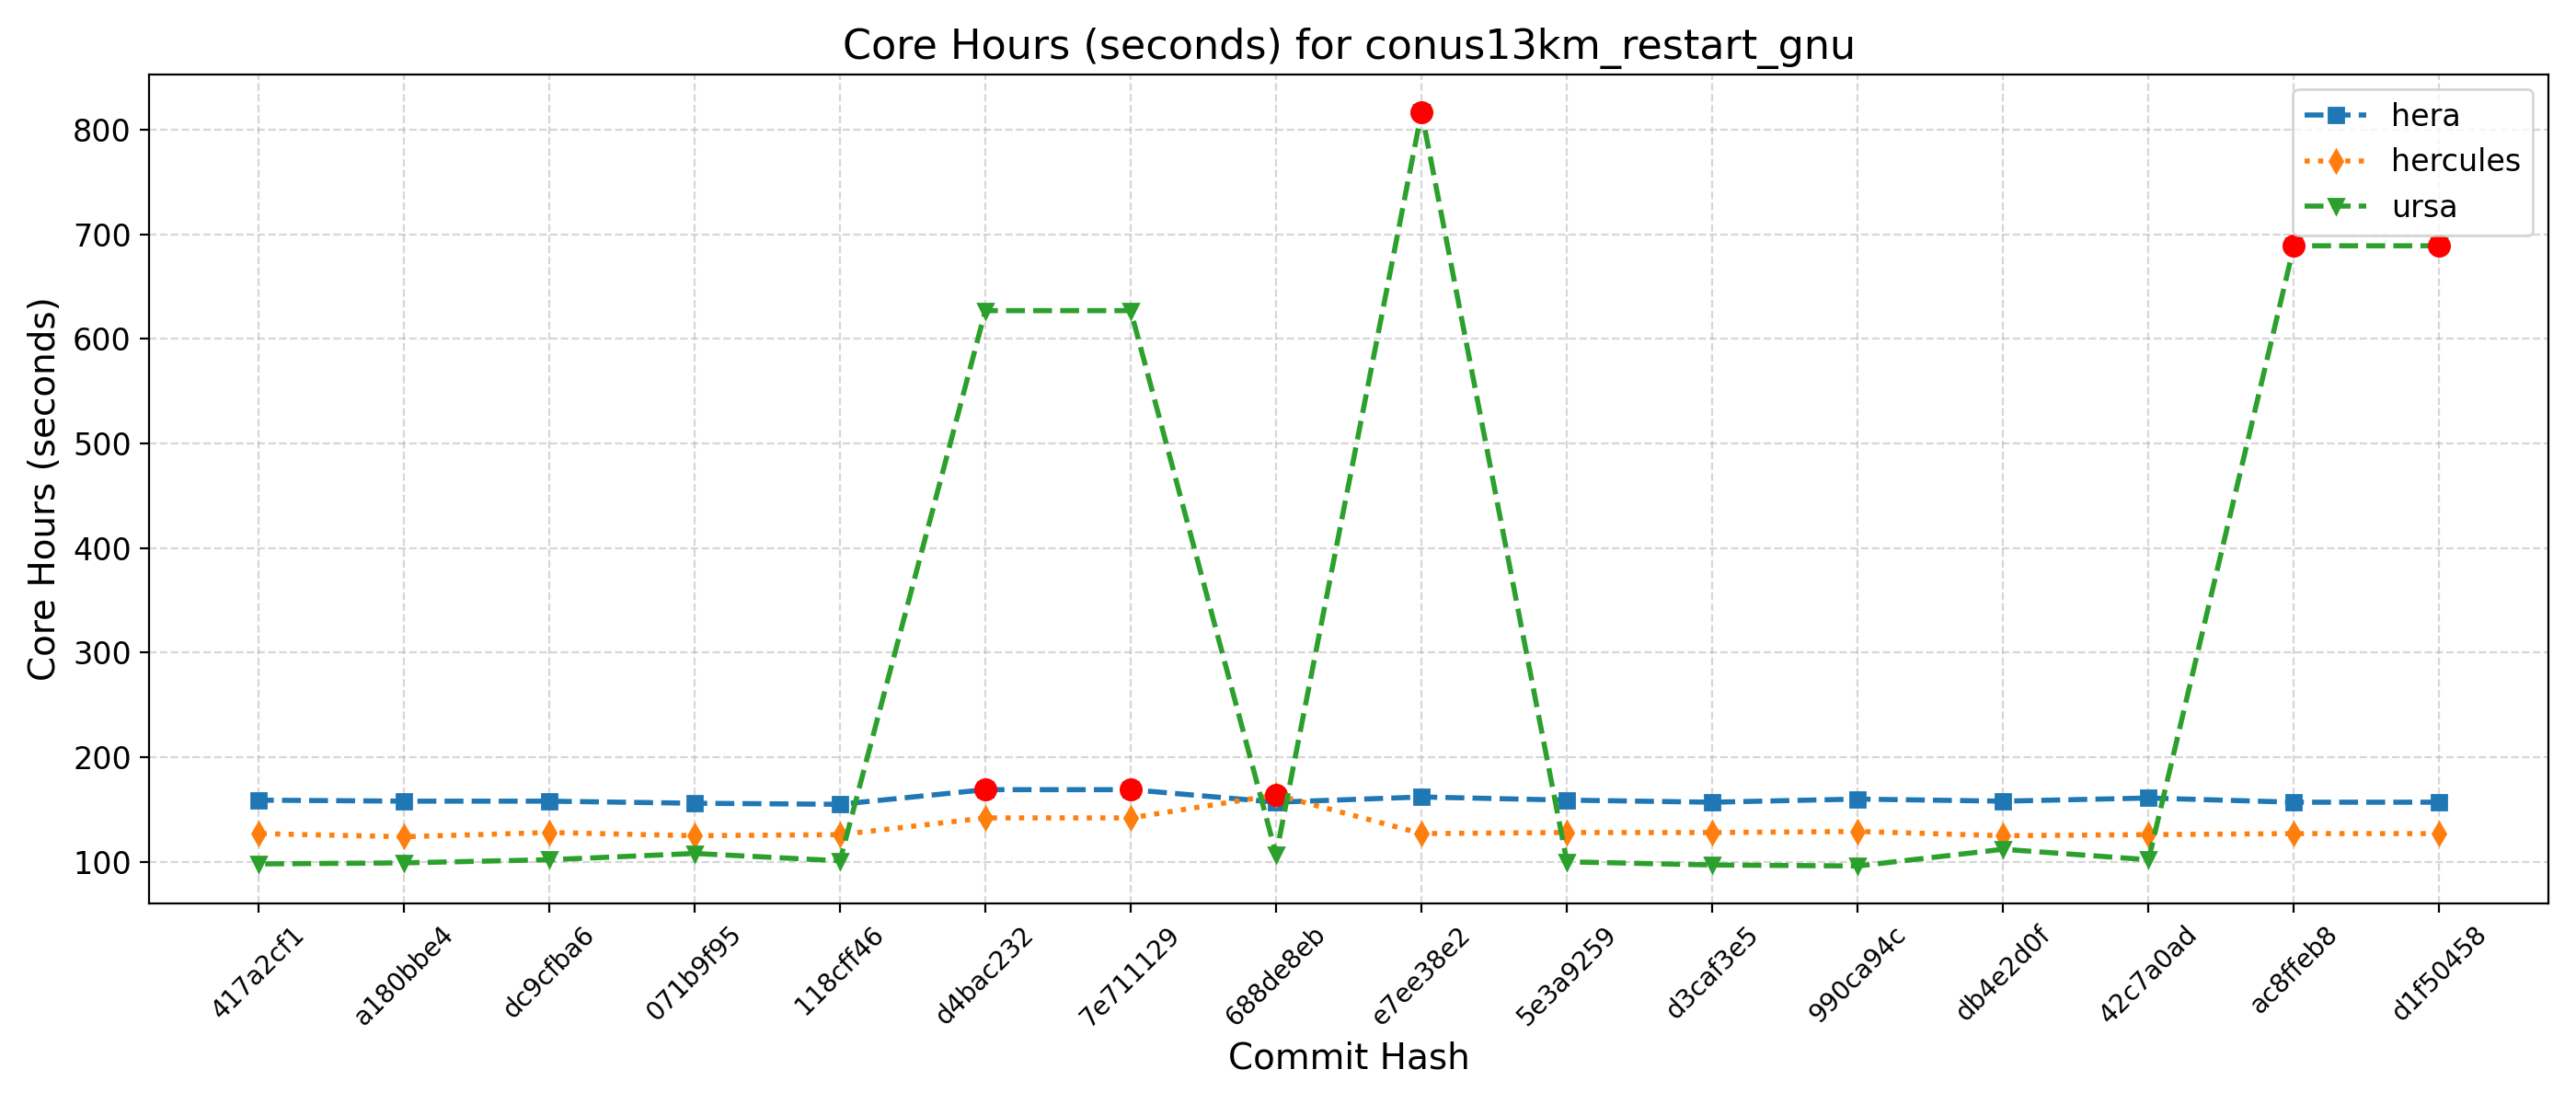 Core Hours (seconds) for conus13km_restart_gnu
Core Hours (seconds)
800
700
600
500
400
300
200
100
hera
hercules
ursa
417a2cf1
a180bbe4
dc9cfba6
071b9f95
118cff46
d4bac232
7e711129
688de8eb
e7ee38e2
5e3a9259
d3caf3e5
990ca94c
db4e2d0f
42c7a0ad
ac8ffeb8
d1f50458
Commit Hash